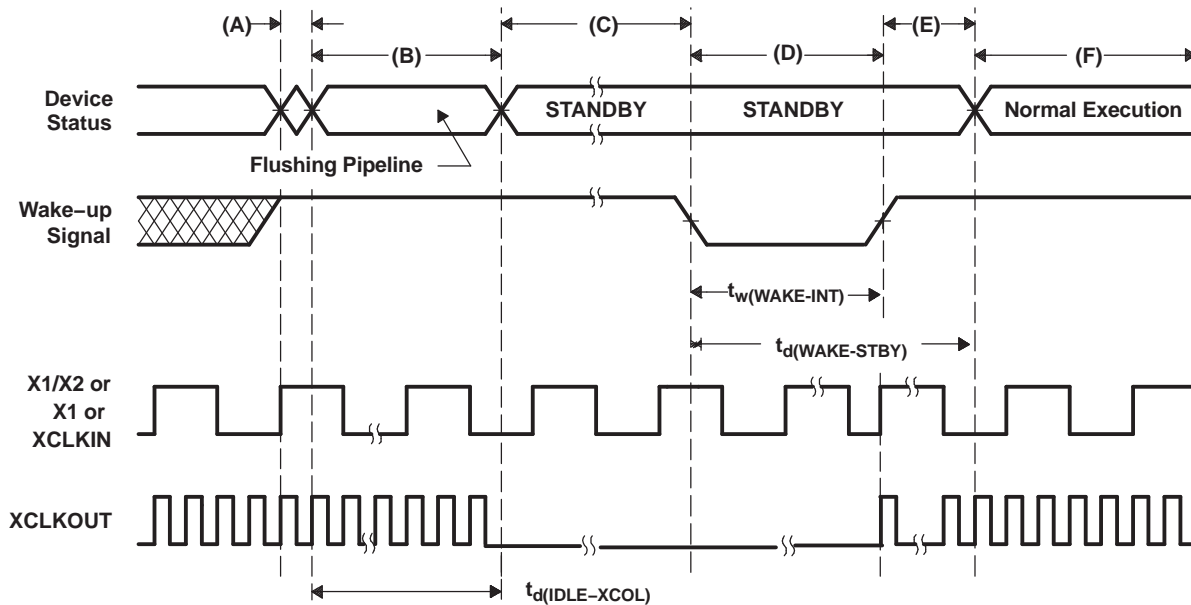 (A)
(B)
(C)
(D)
(E)
(F)
Device
Status
STANDBY
STANDBY
Normal Execution
Flushing Pipeline
Wake−up
Signal
tw(WAKE-INT)
td(WAKE-STBY)
X1/X2 or
X1 or
XCLKIN
XCLKOUT
td(IDLE−XCOL)